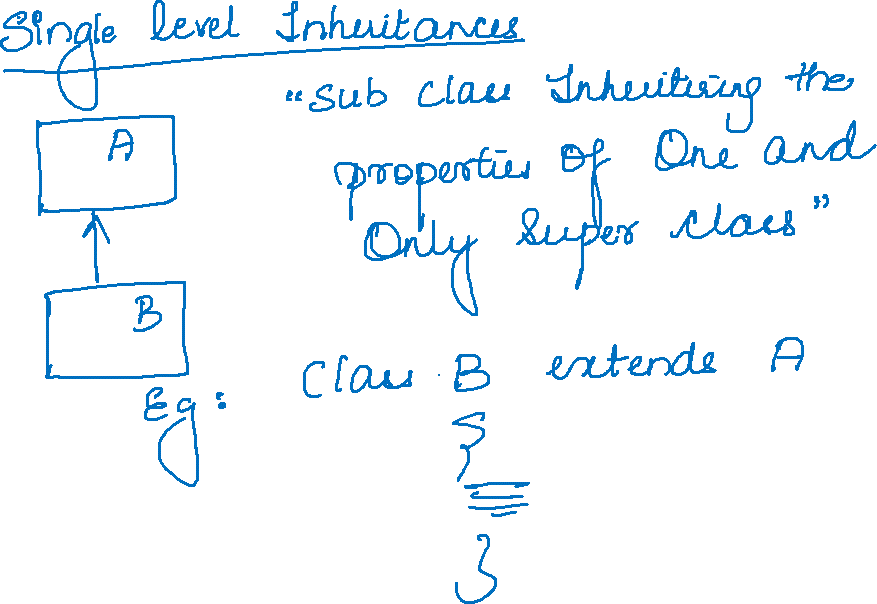 Single level Inheritances
"Sub class Inheriting the
properties of One and
Only Super class"
A
B
Eg: Class B extends A
{
}